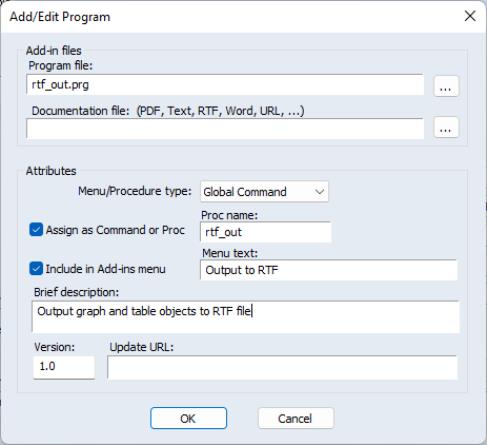 Add/Edit Program
Add-in files
Program file:
rtf_out.prg
...
Documentation file: (PDF, Text, RTF, Word, URL, ...)
...
Attributes
Menu/Procedure type: Global Command
Proc name:
Assign as Command or Proc rtf_out
Menu text:
Include in Add-ins menu Output to RTF
Brief description:
Output graph and table objects to RTF file
Version: Update URL:
1.0
OK Cancel